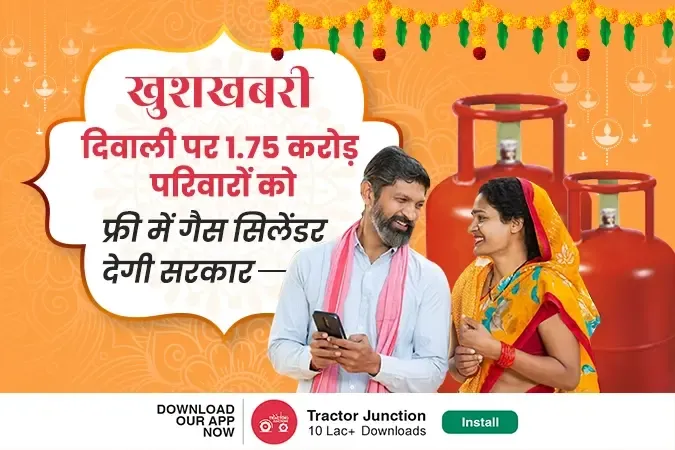 खुशखबरी
दिवाली पर 1.75 करोड़
परिवारों को
फ्री में गैस सिलेंडर
देगी सरकार—
DOWNLOAD
OUR APP
NOW
Tractor Junction
10 Lac+ Downloads
Install